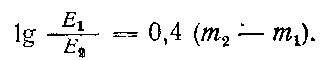 lg E₁/E₂ = 0,4 (m₂ — m₁).